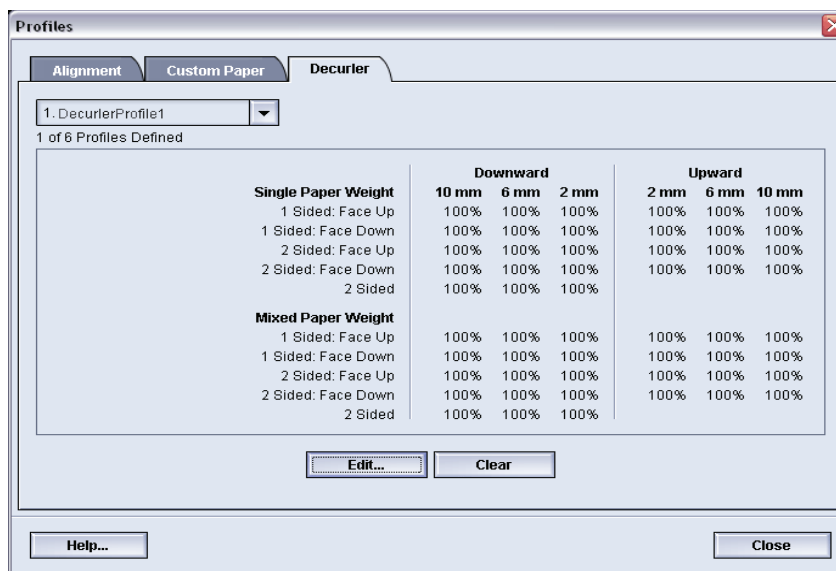 Profiles
Alignment Custom Paper Decurler
1. DecurlerProfile1
1 of 6 Profiles Defined
Downward Upward
Single Paper Weight 10 mm 6 mm 2 mm 2 mm 6 mm 10 mm
1 Sided: Face Up 100% 100% 100% 100% 100% 100%
1 Sided: Face Down 100% 100% 100% 100% 100% 100%
2 Sided: Face Up 100% 100% 100% 100% 100% 100%
2 Sided: Face Down 100% 100% 100% 100% 100% 100%
2 Sided 100% 100% 100%
Mixed Paper Weight
1 Sided: Face Up 100% 100% 100% 100% 100% 100%
1 Sided: Face Down 100% 100% 100% 100% 100% 100%
2 Sided: Face Up 100% 100% 100% 100% 100% 100%
2 Sided: Face Down 100% 100% 100% 100% 100% 100%
2 Sided 100% 100% 100%
Edit... Clear
Help... Close